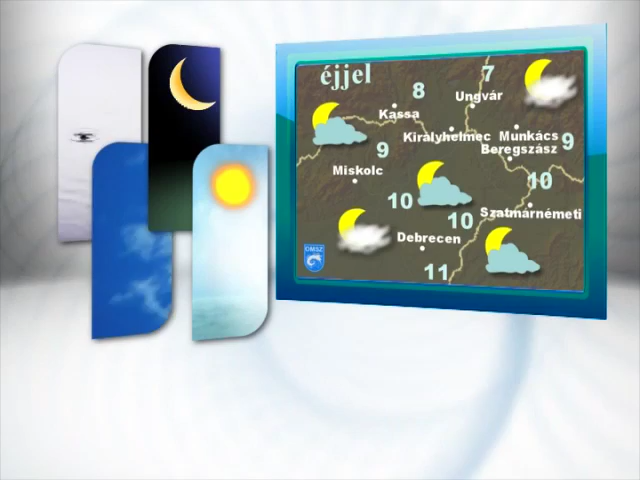 éjjel
8
7
Ungvár
Kassa
Királyhelmec
Munkács
9
Beregszász
9
Miskolc
10
10
10
Szatmárnémeti
Debrecen
OMSZ
11